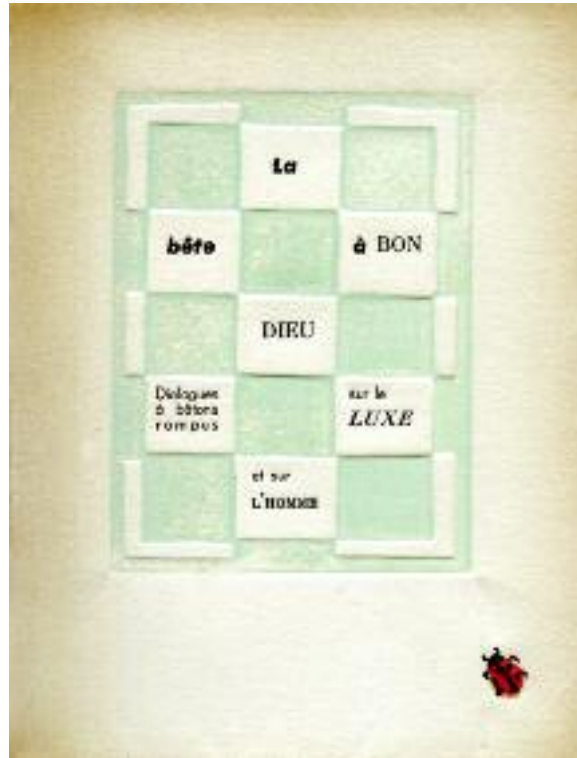 La
bête
à BON
DIEU
Dialogues
à bâtons
rompus
sur le
LUXE
et sur
L'HOMME